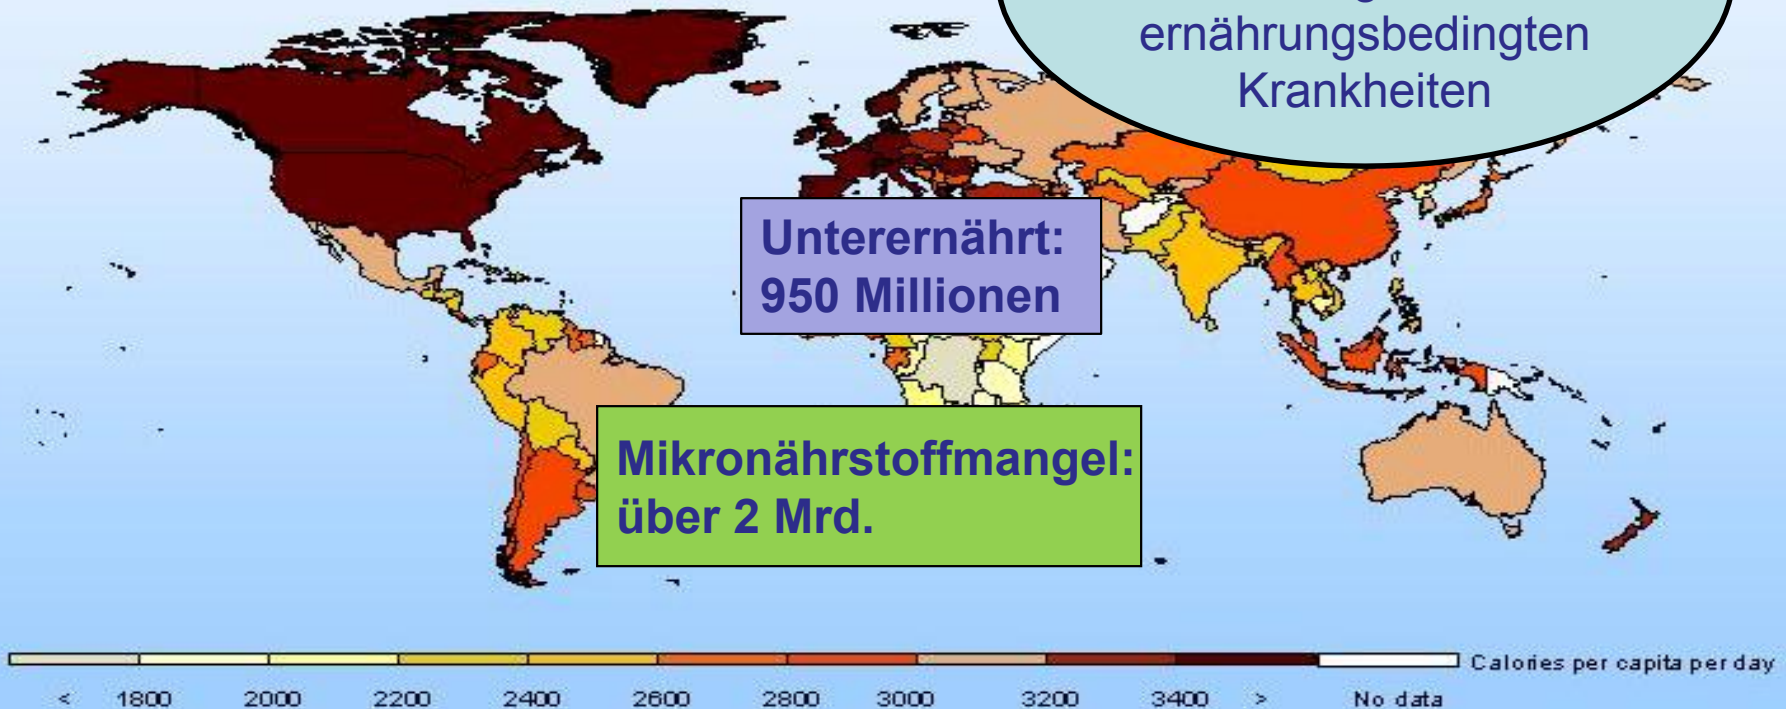 ernährungsbedingten
Krankheiten
Unterernährt:
950 Millionen
Mikronährstoffmangel:
über 2 Mrd.
Calories per capita per day
< 1800 2000 2200 2400 2600 2800 3000 3200 3400 > No data